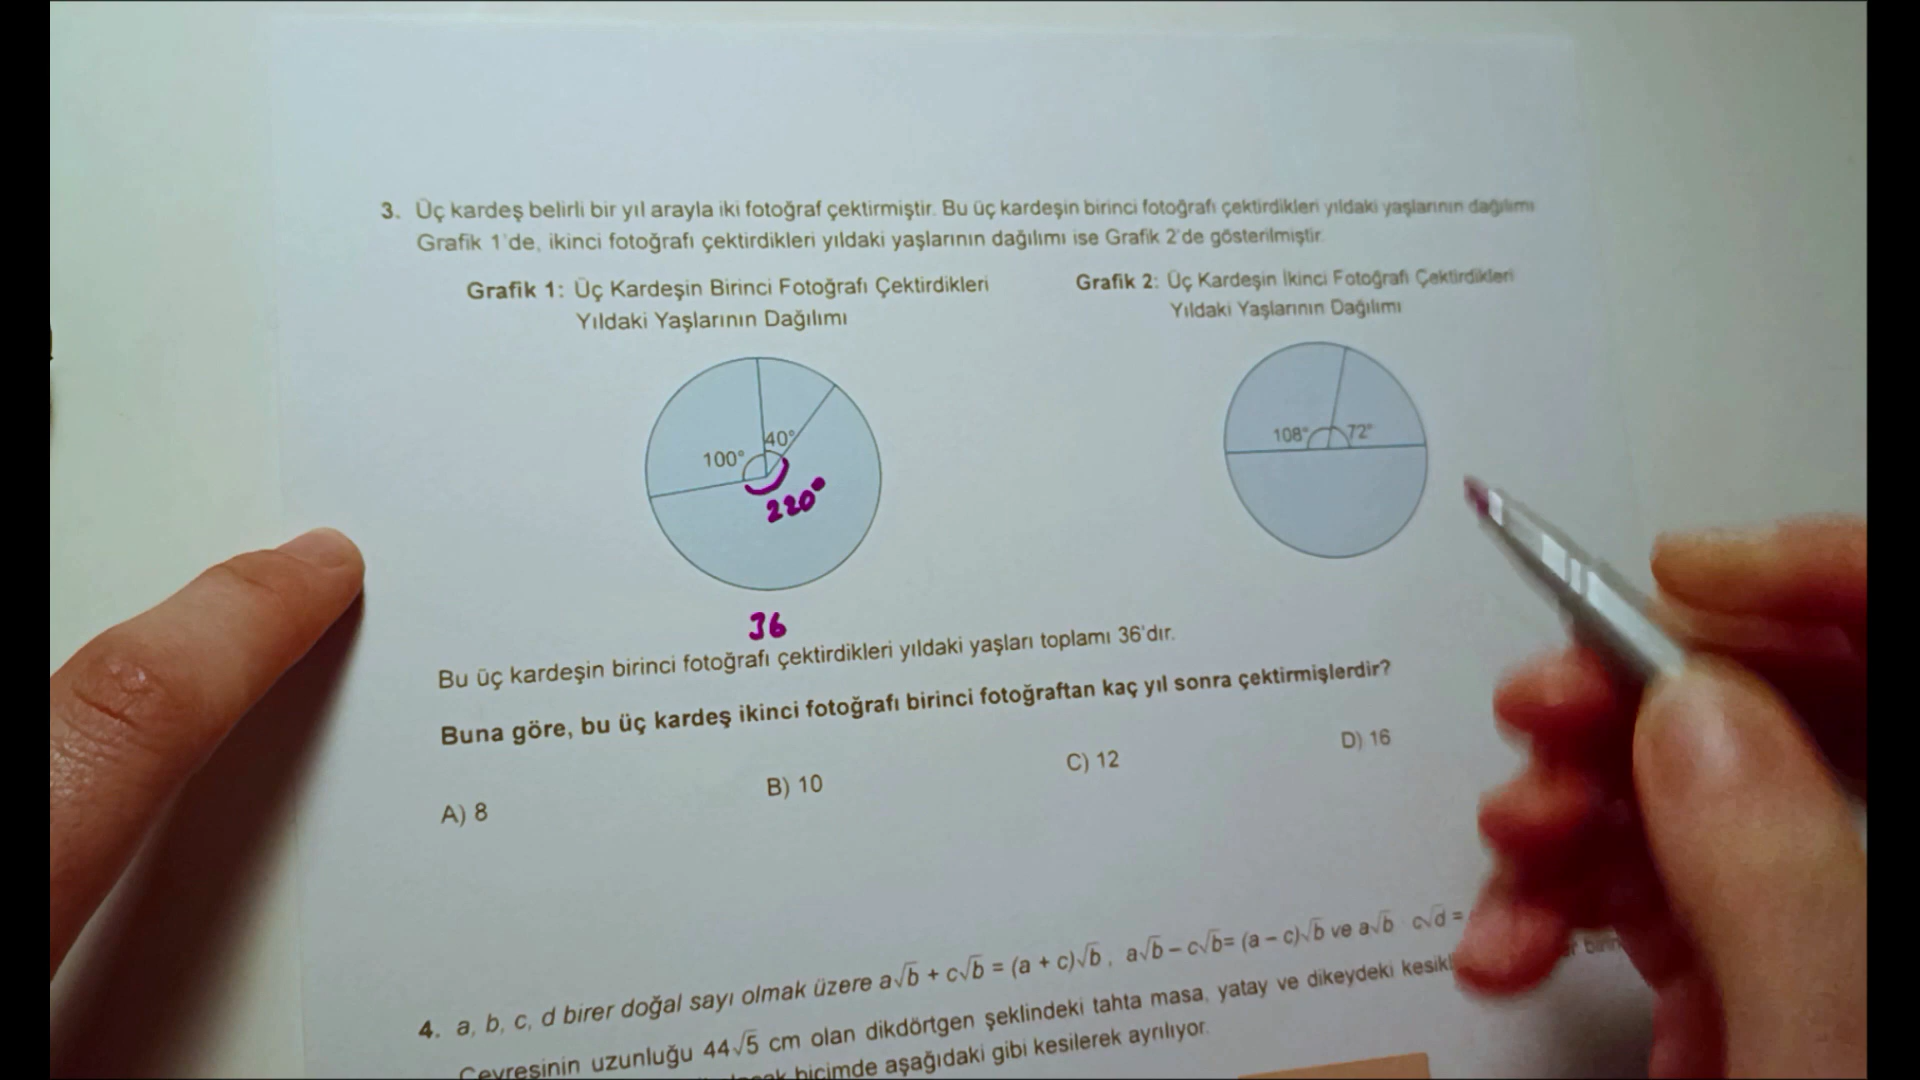 3. Üç kardeş belirli bir yıl arayla iki fotoğraf çektirmiştir. Bu üç kardeşin birinci fotoğrafı çektirdikleri yıldaki yaşlarının dağılımı
Grafik 1'de, ikinci fotoğrafı çektirdikleri yıldaki yaşlarının dağılımı ise Grafik 2'de gösterilmiştir.
Grafik 1: Üç Kardeşin Birinci Fotoğrafı Çektirdikleri
Yıldaki Yaşlarının Dağılımı
Grafik 2: Üç Kardeşin İkinci Fotoğrafı Çektirdikleri
Yıldaki Yaşlarının Dağılımı
40°
100°
220°
108°
72°
36
Bu üç kardeşin birinci fotoğrafı çektirdikleri yıldaki yaşları toplamı 36'dır.
Buna göre, bu üç kardeş ikinci fotoğrafı birinci fotoğraftan kaç yıl sonra çektirmişlerdir?
A) 8
B) 10
C) 12
D) 16
4. a, b, c, d birer doğal sayı olmak üzere a√b + c√b = (a + c)√b , a√b – c√b = (a – c)√b ve a√b c√d =
Çevresinin uzunluğu 44√5 cm olan dikdörtgen şeklindeki tahta masa, yatay ve dikeydeki
biçimde aşağıdaki gibi kesilerek ayrılıyor.